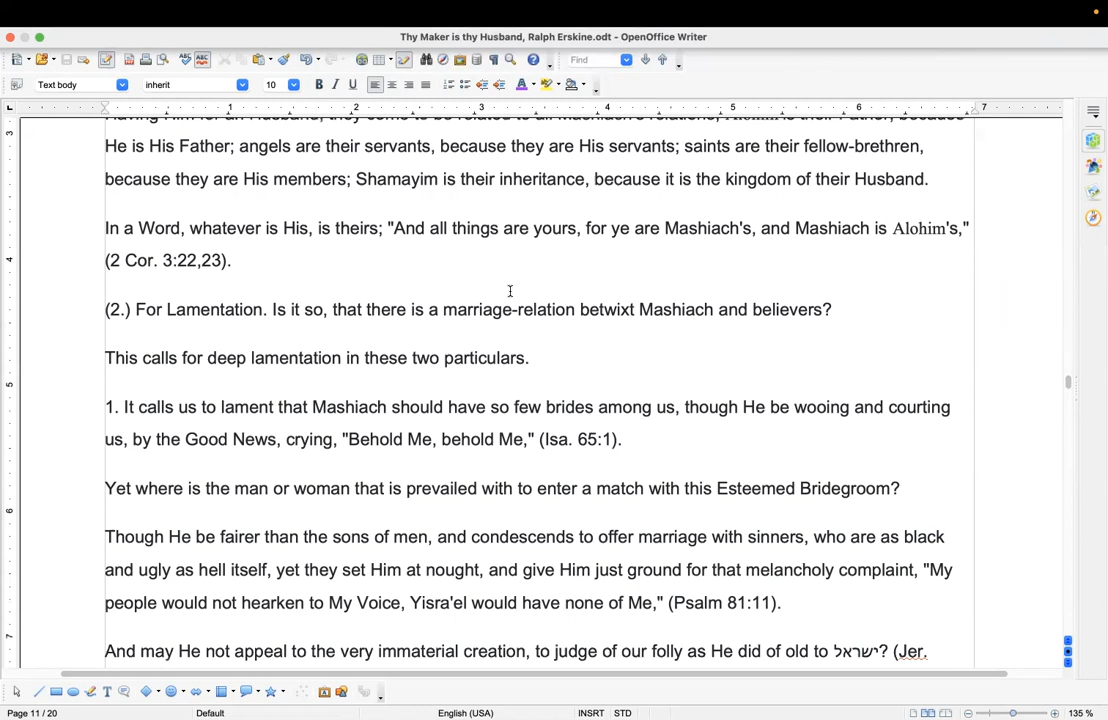 Thy Maker is thy Husband, Ralph Erskine.odt - OpenOffice Writer
Find
Text body
inherit
10
B I U
1 2 3 4 5 6 7
He is His Father; angels are their servants, because they are His servants; saints are their fellow-brethren,
because they are His members; Shamayim is their inheritance, because it is the kingdom of their Husband.
In a Word, whatever is His, is theirs; "And all things are yours, for ye are Mashiach's, and Mashiach is Alohim's,"
(2 Cor. 3:22,23).
(2.) For Lamentation. Is it so, that there is a marriage-relation betwixt Mashiach and believers?
This calls for deep lamentation in these two particulars.
1. It calls us to lament that Mashiach should have so few brides among us, though He be wooing and courting
us, by the Good News, crying, "Behold Me, behold Me," (Isa. 65:1).
Yet where is the man or woman that is prevailed with to enter a match with this Esteemed Bridegroom?
Though He be fairer than the sons of men, and condescends to offer marriage with sinners, who are as black
and ugly as hell itself, yet they set Him at nought, and give Him just ground for that melancholy complaint, "My
people would not hearken to My Voice, Yisra'el would have none of Me," (Psalm 81:11).
And may He not appeal to the very immaterial creation, to judge of our folly as He did of old to ישראל? (Jer.
Page 11 / 20
Default
English (USA)
INSRT
STD
135 %